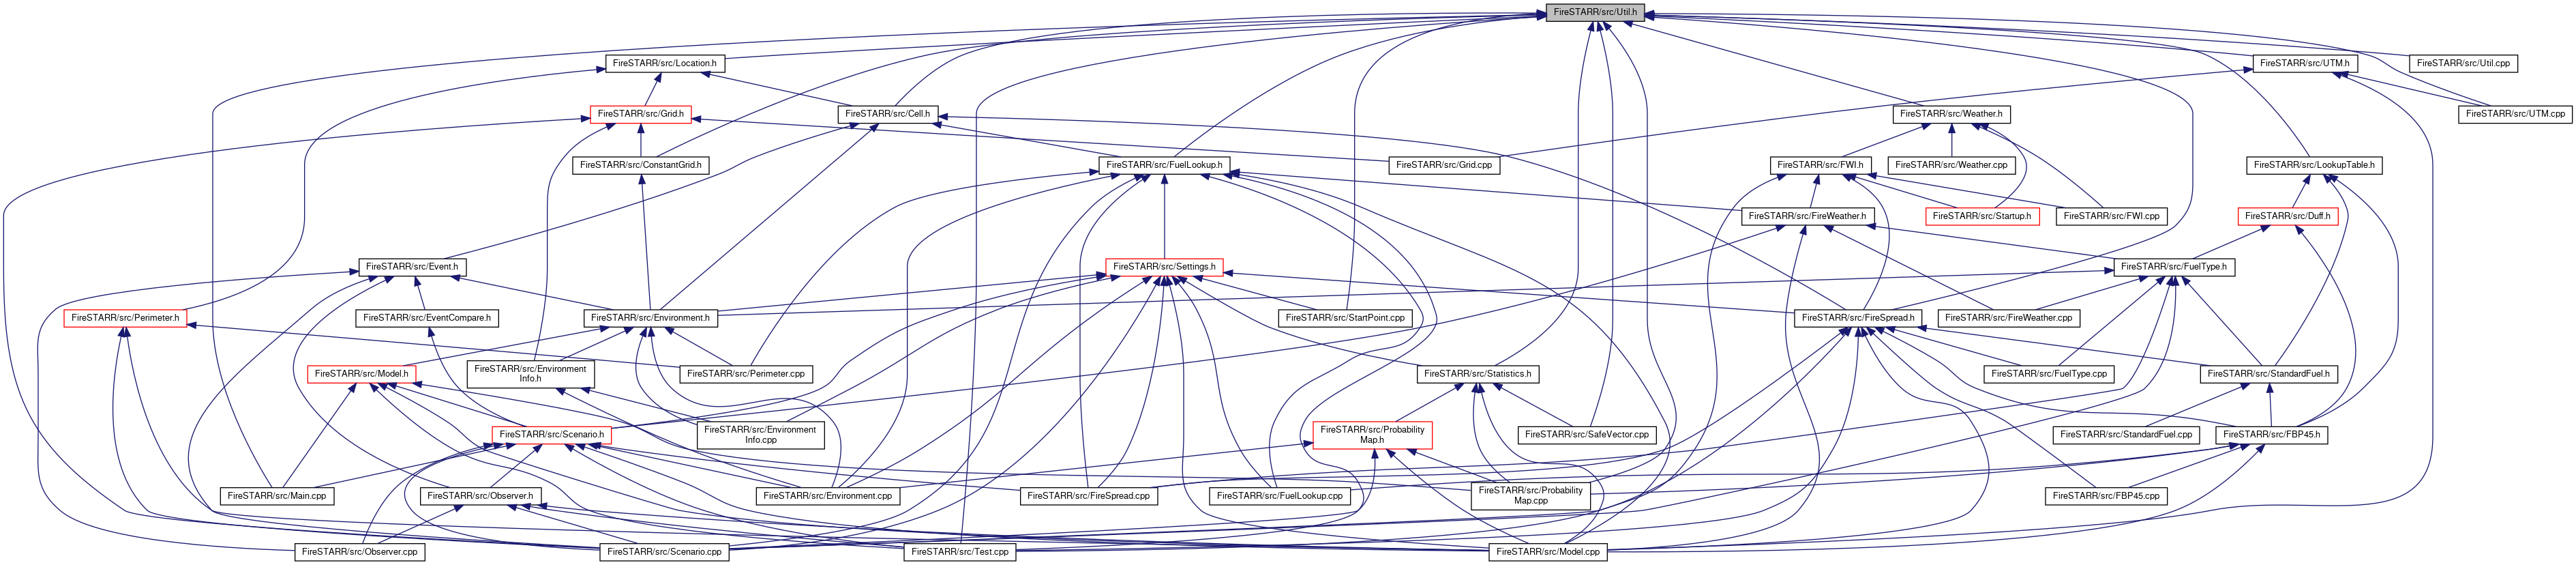 FireSTARR/src/Util.h
FireSTARR/src/Location.h
FireSTARR/src/UTM.h
FireSTARR/src/Util.cpp
FireSTARR/src/Grid.h
FireSTARR/src/Cell.h
FireSTARR/src/Weather.h
FireSTARR/src/UTM.cpp
FireSTARR/src/ConstantGrid.h
FireSTARR/src/Grid.cpp
FireSTARR/src/FuelLookup.h
FireSTARR/src/FWI.h
FireSTARR/src/Weather.cpp
FireSTARR/src/LookupTable.h
FireSTARR/src/FireWeather.h
FireSTARR/src/Startup.h
FireSTARR/src/FWI.cpp
FireSTARR/src/Duff.h
FireSTARR/src/Event.h
FireSTARR/src/Settings.h
FireSTARR/src/FuelType.h
FireSTARR/src/Perimeter.h
FireSTARR/src/EventCompare.h
FireSTARR/src/Environment.h
FireSTARR/src/StartPoint.cpp
FireSTARR/src/FireSpread.h
FireSTARR/src/FireWeather.cpp
FireSTARR/src/Model.h
FireSTARR/src/Environment
Info.h
FireSTARR/src/Perimeter.cpp
FireSTARR/src/Statistics.h
FireSTARR/src/FuelType.cpp
FireSTARR/src/StandardFuel.h
FireSTARR/src/Scenario.h
FireSTARR/src/Environment
Info.cpp
FireSTARR/src/Probability
Map.h
FireSTARR/src/SafeVector.cpp
FireSTARR/src/StandardFuel.cpp
FireSTARR/src/FBP45.h
FireSTARR/src/Main.cpp
FireSTARR/src/Observer.h
FireSTARR/src/Environment.cpp
FireSTARR/src/FireSpread.cpp
FireSTARR/src/FuelLookup.cpp
FireSTARR/src/Probability
Map.cpp
FireSTARR/src/FBP45.cpp
FireSTARR/src/Observer.cpp
FireSTARR/src/Scenario.cpp
FireSTARR/src/Test.cpp
FireSTARR/src/Model.cpp